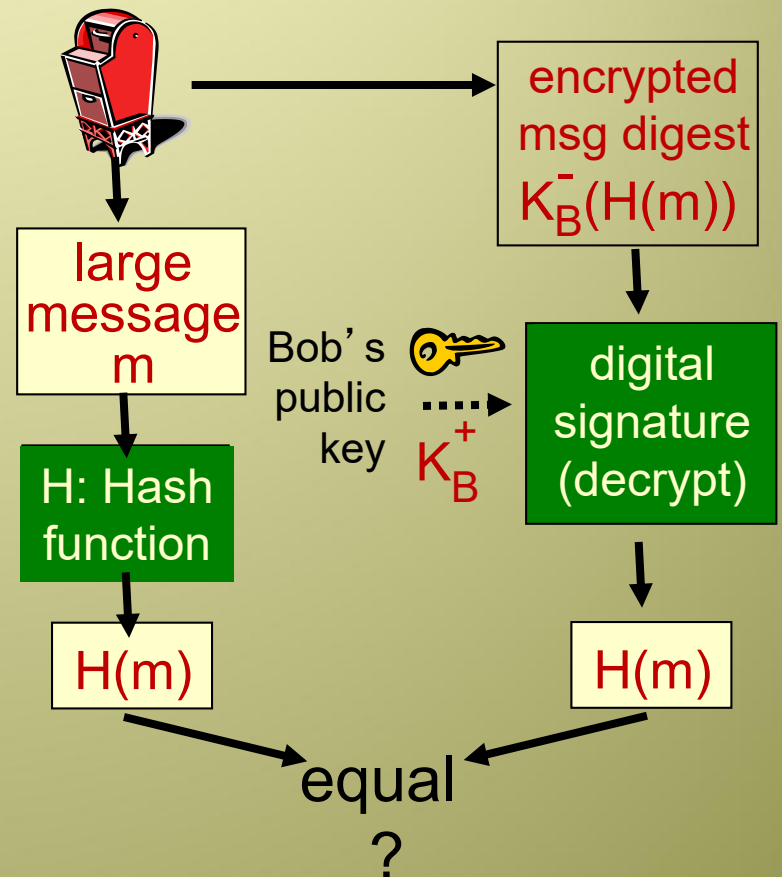 encrypted
msg digest
K_B^-(H(m))
large
message
m
Bob’s
public
key
K_B^+
digital
signature
(decrypt)
H: Hash
function
H(m)
H(m)
equal
?